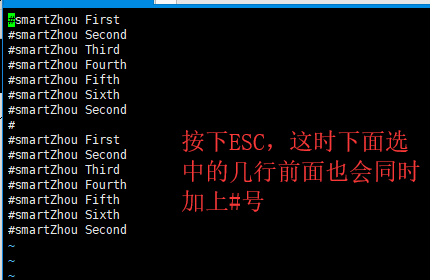 #smartZhou First
#smartZhou Second
#smartZhou Third
#smartZhou Fourth
#smartZhou Fifth
#smartZhou Sixth
#smartZhou Second
#
#smartZhou First
#smartZhou Second
#smartZhou Third
#smartZhou Fourth
#smartZhou Fifth
#smartZhou Sixth
#smartZhou Second
~
~
~
按下ESC，这时下面选
中的几行前面也会同时
加上#号